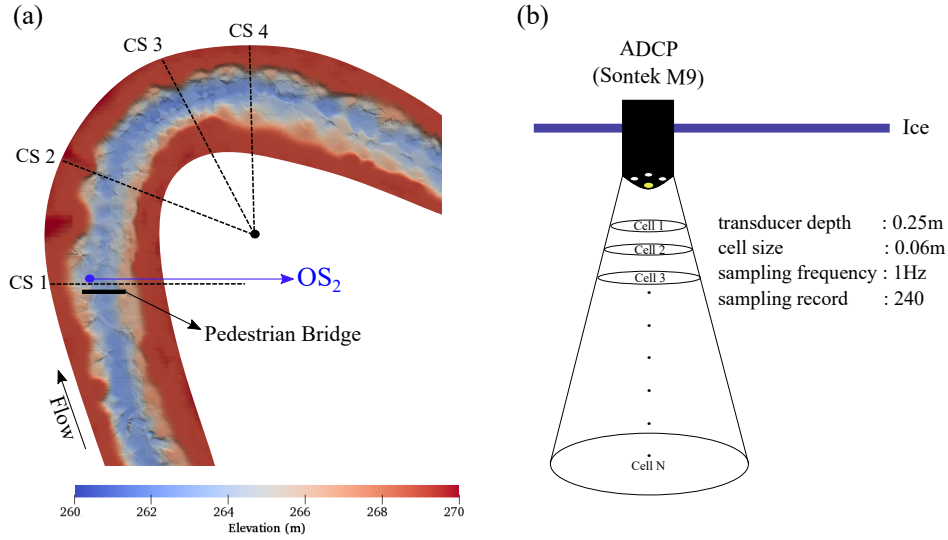 (a)
CS 3
CS 4
CS 2
CS 1
OS2
Pedestrian Bridge
Flow
260 262 264 266 268 270
Elevation (m)
(b)
ADCP
(Sontek M9)
Ice
Cell 1
Cell 2
Cell 3
Cell N
transducer depth : 0.25m
cell size : 0.06m
sampling frequency : 1Hz
sampling record : 240